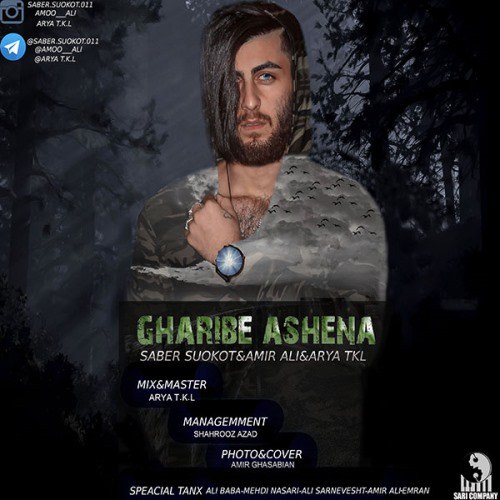 SABER.SUOKOT.011
AMOO__ALI
ARYA T.K.L
@SABER.SUOKOT.011
@AMOO__ALI
@ARYA T.K.L
GHARIBE ASHENA
SABER SUOKOT&AMIR ALI&ARYA TKL
MIX&MASTER
ARYA T.K.L
MANAGEMMENT
SHAHROOZ AZAD
PHOTO&COVER
AMIR GHASABIAN
SPEACIAL TANX ALI BABA-MEHDI NASARI-ALI SARNEVESHT-AMIR ALI-EMRAN
SARI COMPANY